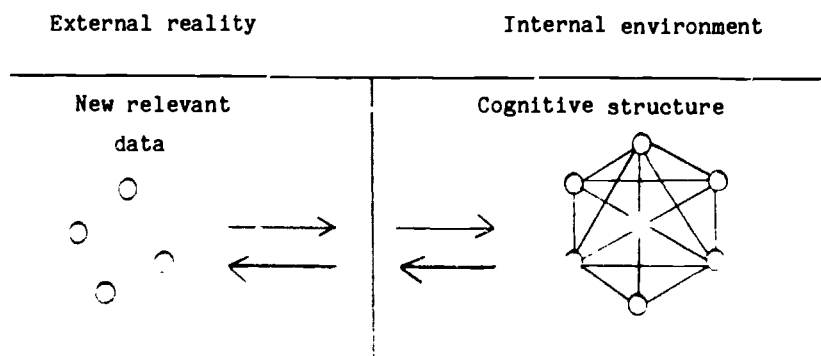 External reality
Internal environment
New relevant
data
Cognitive structure